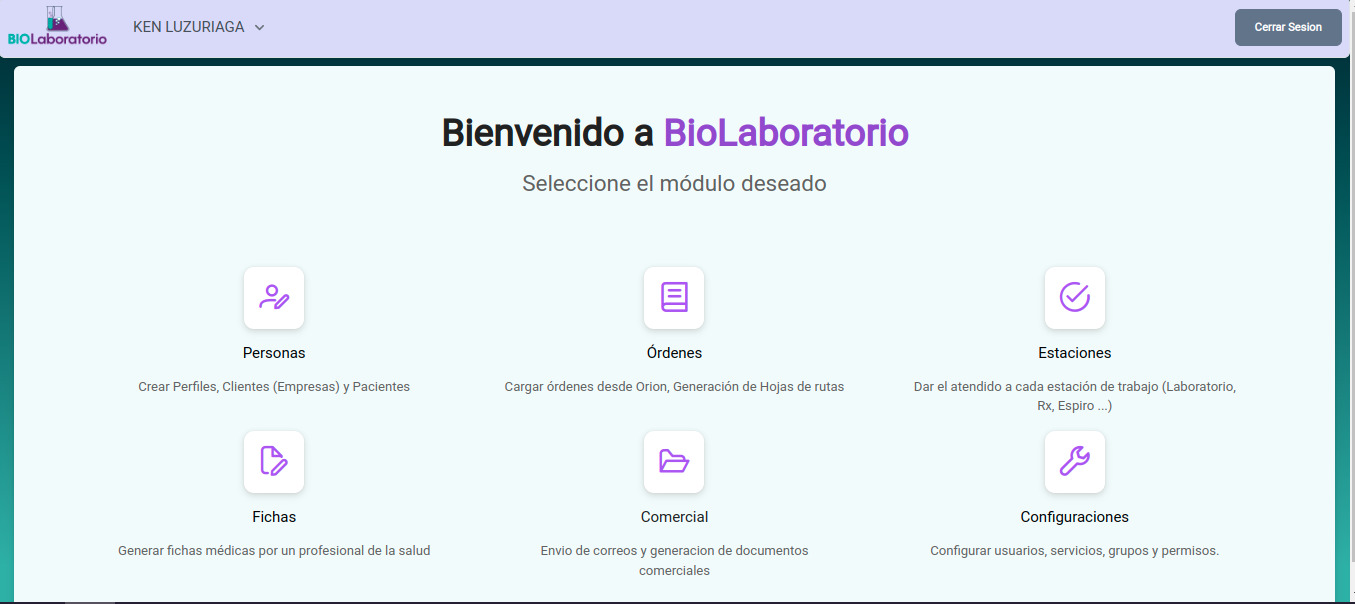 BIOLaboratorio
KEN LUZURIAGA
Cerrar Sesion
Bienvenido a BioLaboratorio
Seleccione el módulo deseado
Personas
Crear Perfiles, Clientes (Empresas) y Pacientes
Órdenes
Cargar órdenes desde Orion, Generación de Hojas de rutas
Estaciones
Dar el atendido a cada estación de trabajo (Laboratorio,
Rx, Espiro ...)
Fichas
Generar fichas médicas por un profesional de la salud
Comercial
Envio de correos y generacion de documentos
comerciales
Configuraciones
Configurar usuarios, servicios, grupos y permisos.